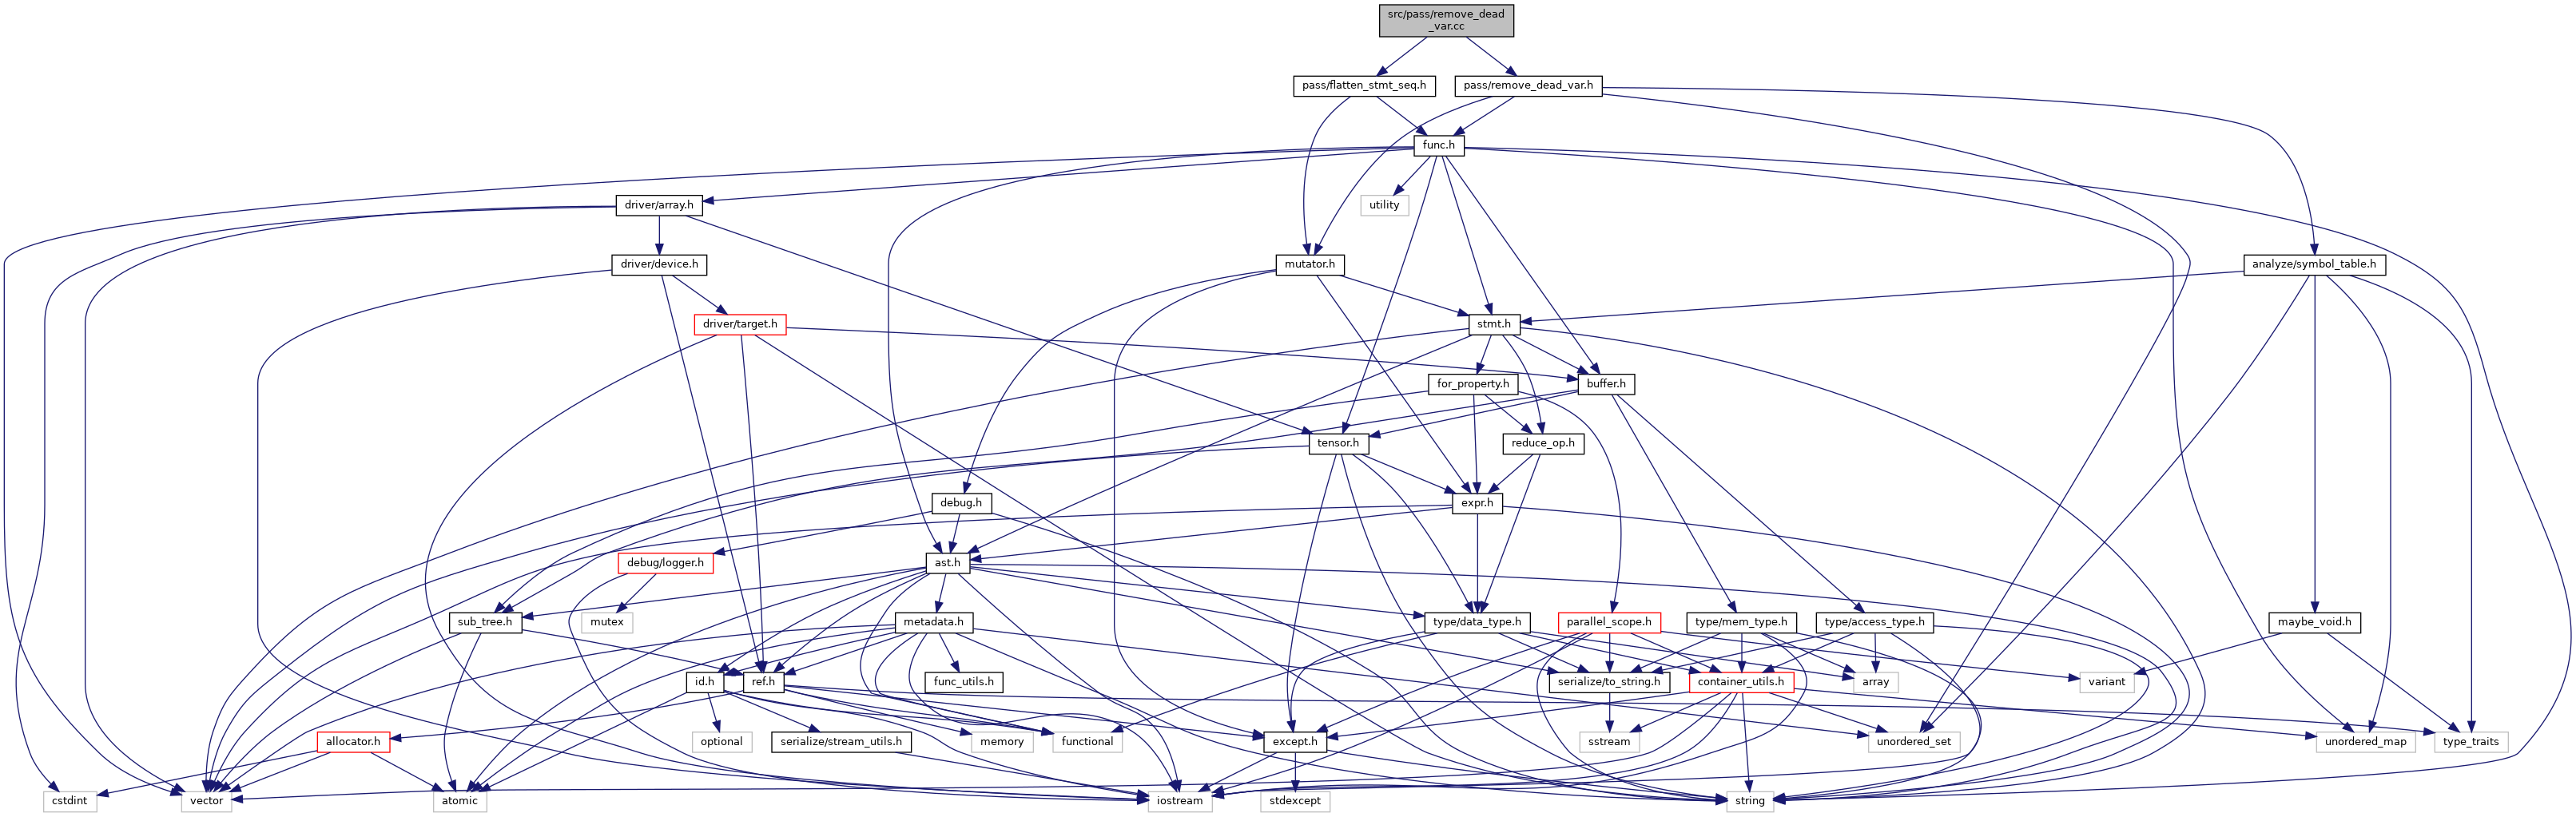 src/pass/remove_dead
_var.cc
pass/flatten_stmt_seq.h
pass/remove_dead_var.h
func.h
driver/array.h
utility
driver/device.h
mutator.h
analyze/symbol_table.h
driver/target.h
stmt.h
for_property.h
buffer.h
tensor.h
reduce_op.h
debug.h
expr.h
debug/logger.h
ast.h
sub_tree.h
mutex
metadata.h
type/data_type.h
parallel_scope.h
type/mem_type.h
type/access_type.h
maybe_void.h
id.h
ref.h
func_utils.h
serialize/to_string.h
container_utils.h
array
variant
allocator.h
optional
serialize/stream_utils.h
memory
functional
except.h
sstream
unordered_set
unordered_map
type_traits
cstdint
vector
atomic
iostream
stdexcept
string